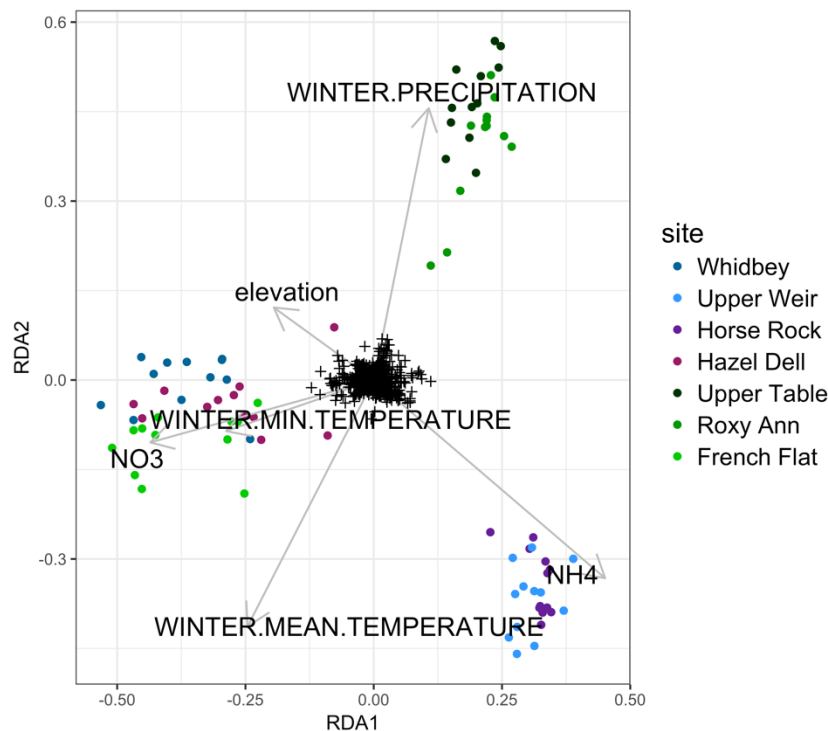 0.6
WINTER.PRECIPITATION
0.3
site
Whidbey
elevation
Upper Weir
Horse Rock
RDA2
Hazel Dell
0.0
Upper Table
Roxy Ann
WINTER.MIN.TEMPERATURE
French Flat
NO3
-0.3
NH4
WINTER.MEAN.TEMPERATURE
-0.50
-0.25
0.00
0.25
0.50
RDA1